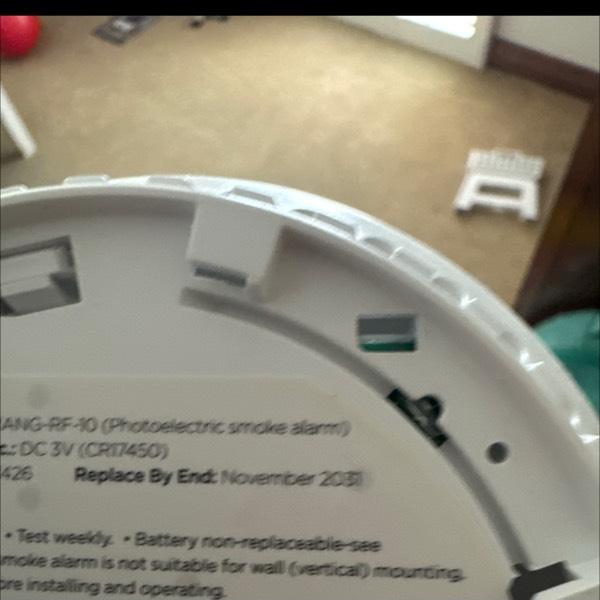 ANG-RF-10 (Photoelectric smoke alarm)
c.: DC 3V (CR17450)
426 Replace By End: November 2031
• Test weekly. • Battery non-replaceable-see
moke alarm is not suitable for wall (vertical) mounting.
ore installing and operating.